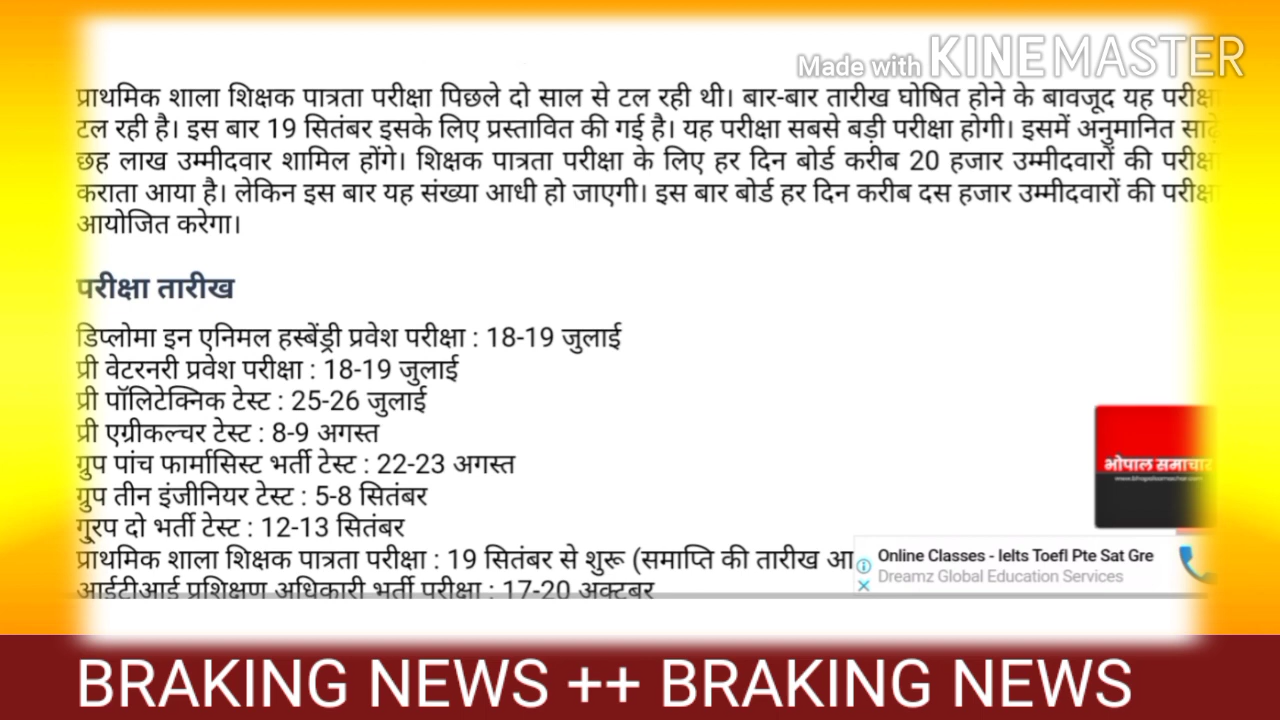 Made with KINEMASTER
प्राथमिक शाला शिक्षक पात्रता परीक्षा पिछले दो साल से टल रही थी। बार-बार तारीख घोषित होने के बावजूद यह परीक्षा
टल रही है। इस बार 19 सितंबर इसके लिए प्रस्तावित की गई है। यह परीक्षा सबसे बड़ी परीक्षा होगी। इसमें अनुमानित साढ़े
छह लाख उम्मीदवार शामिल होंगे। शिक्षक पात्रता परीक्षा के लिए हर दिन बोर्ड करीब 20 हजार उम्मीदवारों की परीक्षा
कराता आया है। लेकिन इस बार यह संख्या आधी हो जाएगी। इस बार बोर्ड हर दिन करीब दस हजार उम्मीदवारों की परीक्षा
आयोजित करेगा।
परीक्षा तारीख
डिप्लोमा इन एनिमल हस्बेंड्री प्रवेश परीक्षा : 18-19 जुलाई
प्री वेटरनरी प्रवेश परीक्षा : 18-19 जुलाई
प्री पॉलिटेक्निक टेस्ट : 25-26 जुलाई
प्री एग्रीकल्चर टेस्ट : 8-9 अगस्त
ग्रुप पांच फार्मासिस्ट भर्ती टेस्ट : 22-23 अगस्त
ग्रुप तीन इंजीनियर टेस्ट : 5-8 सितंबर
गु्रप दो भर्ती टेस्ट : 12-13 सितंबर
प्राथमिक शाला शिक्षक पात्रता परीक्षा : 19 सितंबर से शुरू (समाप्ति की तारीख आ
आईटीआई प्रशिक्षण अधिकारी भर्ती परीक्षा : 17-20 अक्टूबर
भोपाल समाचार
www.bhopalsamachar.com
Online Classes - Ielts Toefl Pte Sat Gre
Dreamz Global Education Services
BRAKING NEWS ++ BRAKING NEWS